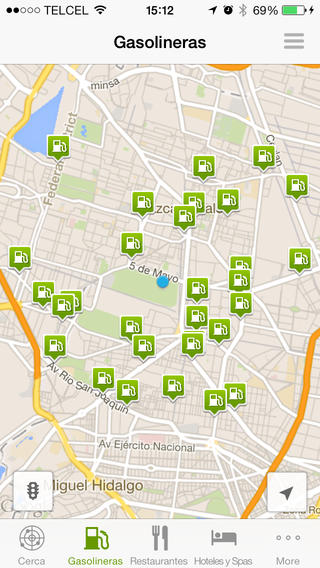 TELCEL 15:12 69%
Gasolineras
minsa
Federal District
5 de Mayo
Av Río San Joaquín
Av Ejército Nacional
Miguel Hidalgo
Cerca Gasolineras Restaurantes Hoteles y Spas More